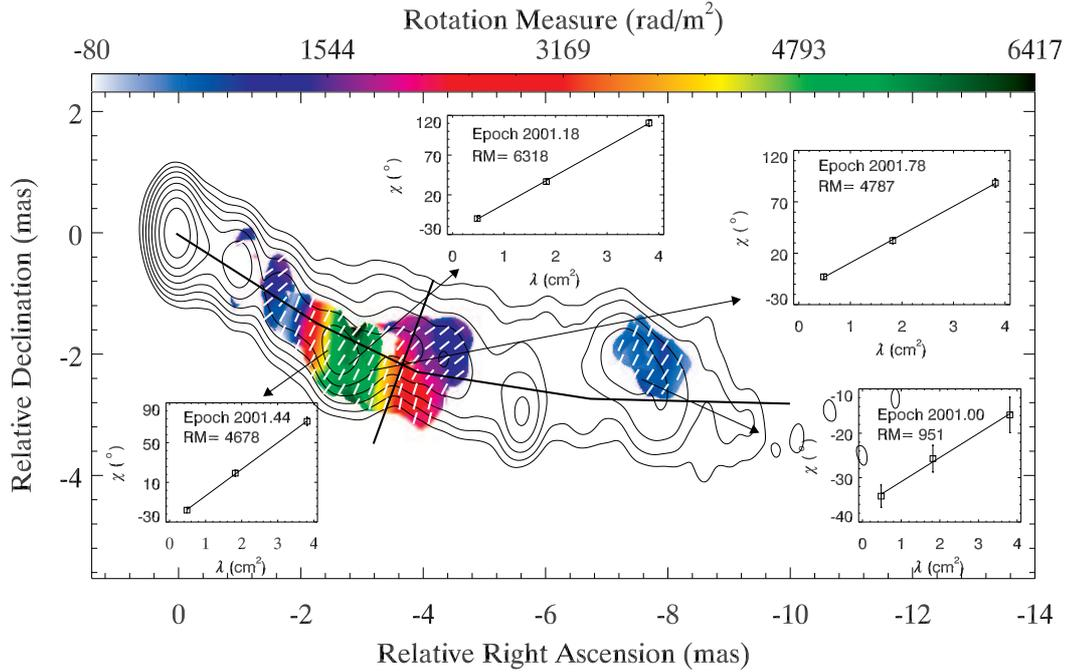 Rotation Measure (rad/m²)
-80 1544 3169 4793 6417
Relative Declination (mas)
2
0
-2
-4
120
70
20
-30
χ (°)
Epoch 2001.18
RM= 6318
0 1 2 3 4
λ (cm²)
120
70
20
-30
χ (°)
Epoch 2001.78
RM= 4787
0 1 2 3 4
λ (cm²)
90
50
10
-30
χ (°)
Epoch 2001.44
RM= 4678
0 1 2 3 4
λ (cm²)
-10
-20
-30
-40
χ (°)
Epoch 2001.00
RM= 951
0 1 2 3 4
λ (cm²)
0 -2 -4 -6 -8 -10 -12 -14
Relative Right Ascension (mas)